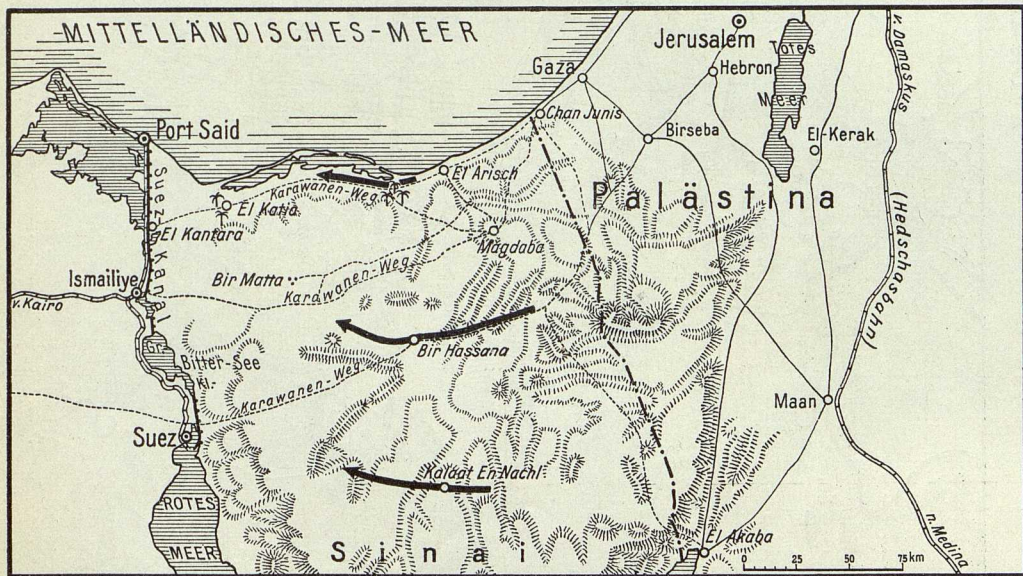 MITTELLÄNDISCHES-MEER
Jerusalem
Totes
Meer
v. Damaskus
Gaza
Hebron
Chan Junis
Port Said
Birseba
El-Kerak
El Arisch
Karawanen-Weg
Palästina
Suez-Kanal
El Katja
El Kantara
Magdaba
(Hedschasbahn)
Ismailiye
Bir Matta
Karawanen-Weg
v. Kairo
Bir Hassana
Bitter-See
Kl.-
Karawanen-Weg
Maan
Suez
Kalaat En-Nachl
ROTES
MEER
Sinai
El Akaba
n. Medina
0 25 50 75 km